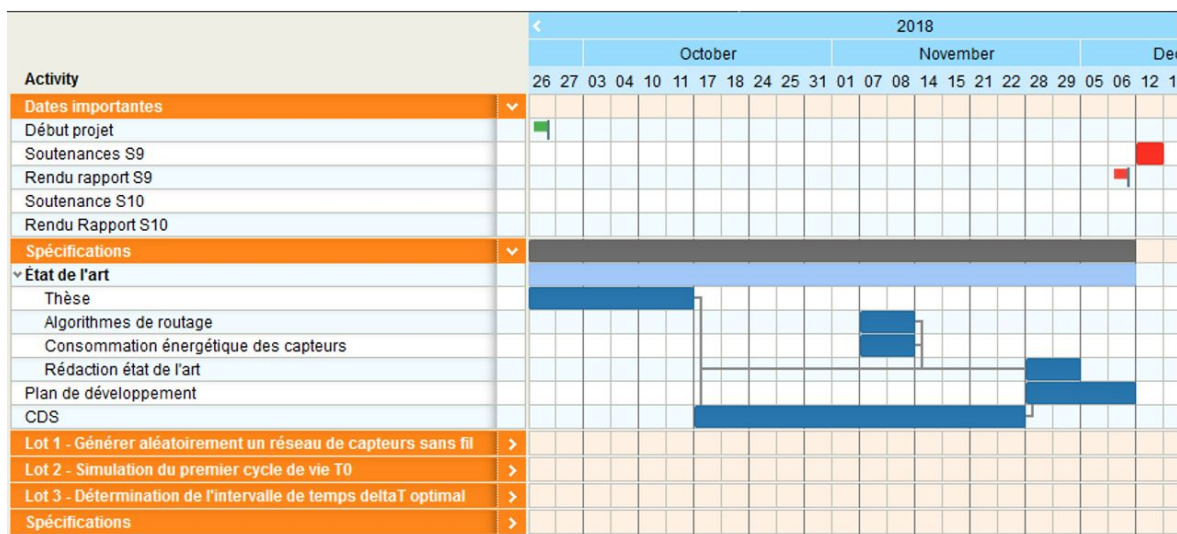 2018
October November Dec
Activity 26 27 03 04 10 11 17 18 24 25 31 01 07 08 14 15 21 22 28 29 05 06 12 1
Dates importantes
Début projet
Soutenances S9
Rendu rapport S9
Soutenance S10
Rendu Rapport S10
Spécifications
État de l'art
Thèse
Algorithmes de routage
Consommation énergétique des capteurs
Rédaction état de l'art
Plan de développement
CDS
Lot 1 - Générer aléatoirement un réseau de capteurs sans fil
Lot 2 - Simulation du premier cycle de vie T0
Lot 3 - Détermination de l'intervalle de temps deltaT optimal
Spécifications